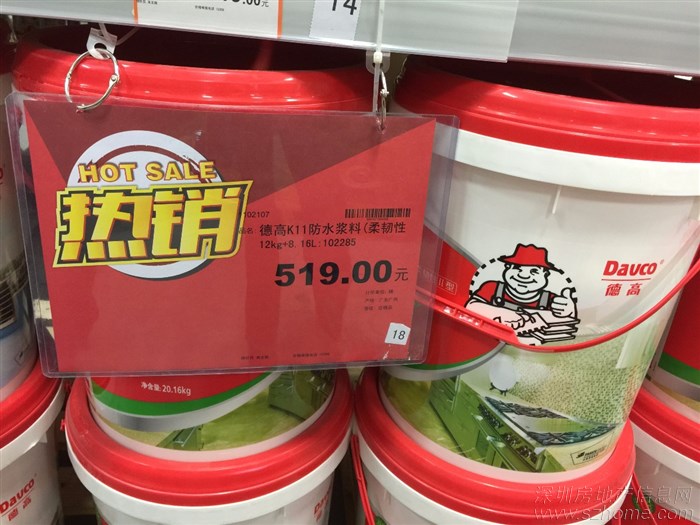 14
HOT SALE
热销
102107
品名
德高K11防水浆料(柔韧性
12kg+8.16L:102285
519.00元
18
净含量:20.16kg
Davco®
德高
Davco
德高
深圳房地产信息网
www.szhome.com